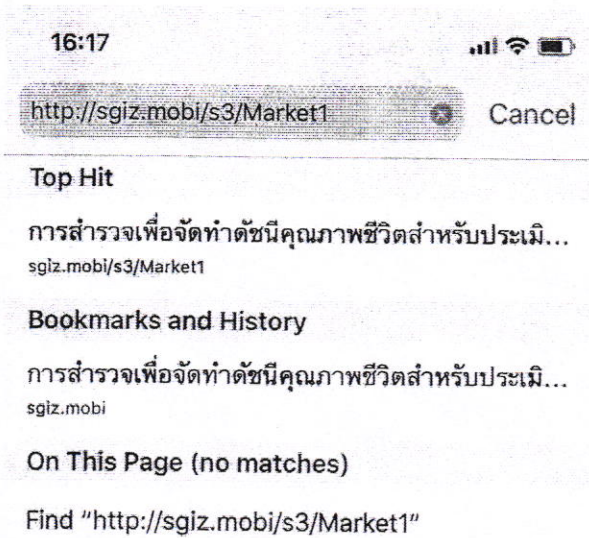 16:17
http://sgiz.mobi/s3/Market1 Cancel
Top Hit
การสำรวจเพื่อจัดทำดัชนีคุณภาพชีวิตสำหรับประเมิ...
sgiz.mobi/s3/Market1
Bookmarks and History
การสำรวจเพื่อจัดทำดัชนีคุณภาพชีวิตสำหรับประเมิ...
sgiz.mobi
On This Page (no matches)
Find "http://sgiz.mobi/s3/Market1"